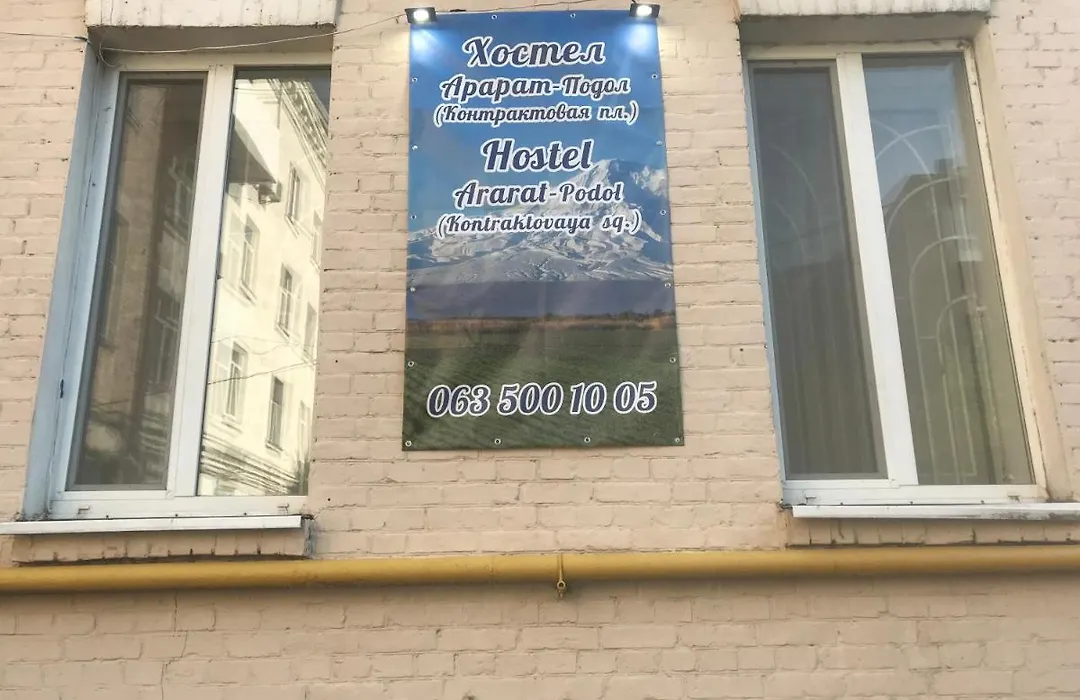 Хостел
Арарат-Подол
(Контрактовая пл.)
Hostel
Ararat-Podol
(Kontraktovaya sq.)
063 500 10 05